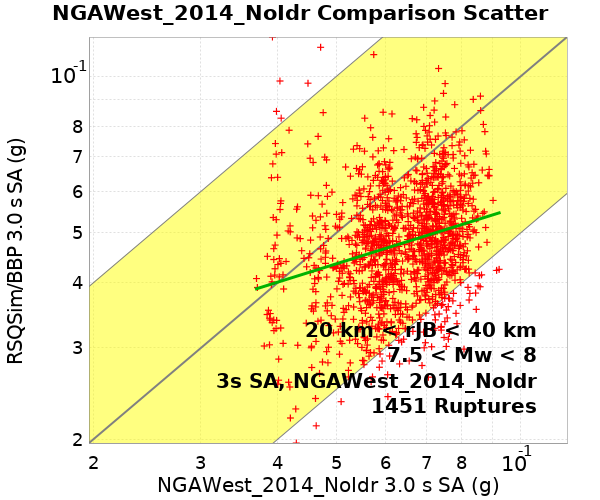 NGAWest_2014_NoIdr Comparison Scatter
10-1
8
7
6
5
4
3
2
RSQSim/BBP 3.0 s SA (g)
20 km < rJB < 40 km
7.5 < Mw < 8
3s SA, NGAWest_2014_NoIdr
1451 Ruptures
2 3 4 5 6 7 8 10-1
NGAWest_2014_NoIdr 3.0 s SA (g)